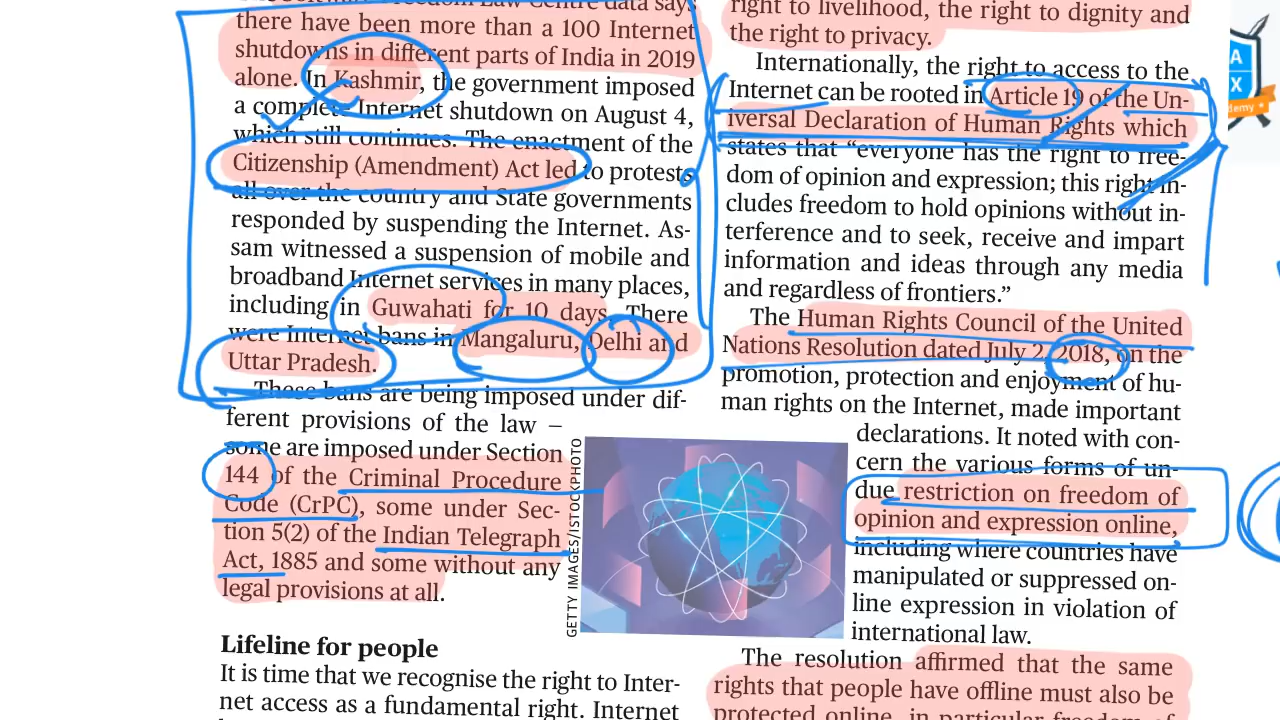 there have been more than a 100 Internet
shutdowns in different parts of India in 2019
alone. In Kashmir, the government imposed
a complete Internet shutdown on August 4,
which still continues. The enactment of the
Citizenship (Amendment) Act led to protests
all over the country and State governments
responded by suspending the Internet. As-
sam witnessed a suspension of mobile and
broadband Internet services in many places,
including in Guwahati for 10 days. There
were Internet bans in Mangaluru, Delhi and
Uttar Pradesh.
These bans are being imposed under dif-
ferent provisions of the law –
some are imposed under Section
144 of the Criminal Procedure
Code (CrPC), some under Sec-
tion 5(2) of the Indian Telegraph
Act, 1885 and some without any
legal provisions at all.
Lifeline for people
It is time that we recognise the right to Inter-
net access as a fundamental right. Internet
GETTY IMAGES/ISTOCKPHOTO
right to livelihood, the right to dignity and
the right to privacy.
Internationally, the right to access to the
Internet can be rooted in Article 19 of the Un-
iversal Declaration of Human Rights which
states that “everyone has the right to free-
dom of opinion and expression; this right in-
cludes freedom to hold opinions without in-
terference and to seek, receive and impart
information and ideas through any media
and regardless of frontiers.”
The Human Rights Council of the United
Nations Resolution dated July 2, 2018, on the
promotion, protection and enjoyment of hu-
man rights on the Internet, made important
declarations. It noted with con-
cern the various forms of un-
due restriction on freedom of
opinion and expression online,
including where countries have
manipulated or suppressed on-
line expression in violation of
international law.
The resolution affirmed that the same
rights that people have offline must also be
protected online, in particular freedom of
A
X
demy